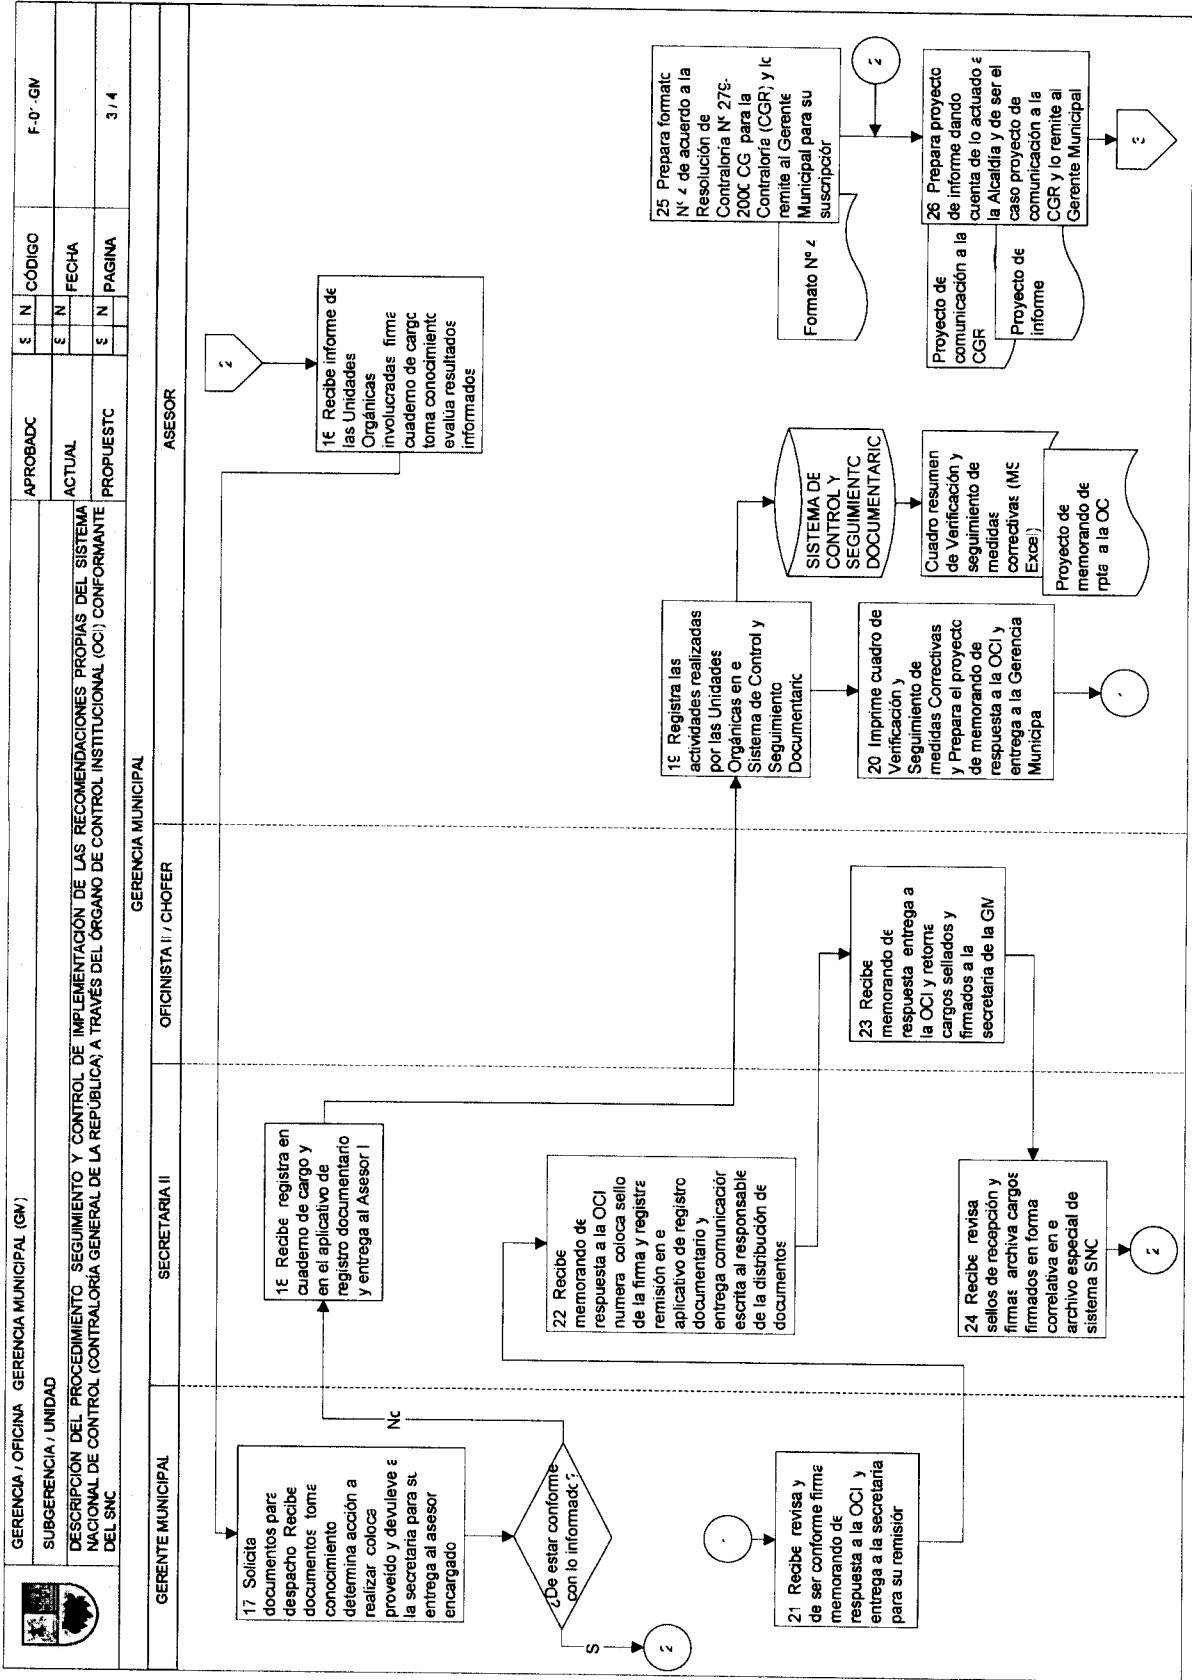 GERENCIA / OFICINA GERENCIA MUNICIPAL (GM)
SUBGERENCIA / UNIDAD
DESCRIPCIÓN DEL PROCEDIMIENTO SEGUIMIENTO Y CONTROL DE IMPLEMENTACIÓN DE LAS RECOMENDACIONES PROPIAS DEL SISTEMA
NACIONAL DE CONTROL (CONTRALORÍA GENERAL DE LA REPÚBLICA) A TRAVÉS DEL ÓRGANO DE CONTROL INSTITUCIONAL (OCI) CONFORMANTE
DEL SNC
APROBADO S N CÓDIGO F-01-GM
ACTUAL S N FECHA
PROPUESTO S N PAGINA 3 / 4
GERENCIA MUNICIPAL
GERENTE MUNICIPAL
SECRETARIA II
OFICINISTA II / CHOFER
ASESOR
2
16 Recibe informe de
las Unidades
Orgánicas
involucradas firma
cuaderno de cargo
toma conocimiento
evalúa resultados
informados
17 Solicita
documentos para
despacho Recibe
documentos toma
conocimiento
determina acción a
realizar coloca
proveído y devuleve a
la secretaria para su
entrega al asesor
encargado
¿De estar conforme
con lo informado?
No
S
2
18 Recibe registra en
cuaderno de cargo y
en el aplicativo de
registro documentario
y entrega al Asesor I
19 Registra las
actividades realizadas
por las Unidades
Orgánicas en e
Sistema de Control y
Seguimiento
Documentario
SISTEMA DE
CONTROL Y
SEGUIMIENTO
DOCUMENTARIO
Cuadro resumen
de Verificación y
seguimiento de
medidas
correctivas (MS
Excel)
Proyecto de
memorando de
rpta a la OC
20 Imprime cuadro de
Verificación y
Seguimiento de
medidas Correctivas
y Prepara el proyecto
de memorando de
respuesta a la OCI y
entrega a la Gerencia
Municipa
21 Recibe revisa y
de ser conforme firma
memorando de
respuesta a la OCI y
entrega a la secretaria
para su remisión
22 Recibe
memorando de
respuesta a la OCI
numera coloca sello
de la firma y registra
remisión en e
aplicativo de registro
documentario y
entrega comunicación
escrita al responsable
de la distribución de
documentos
23 Recibe
memorando de
respuesta entrega a
la OCI y retorna
cargos sellados y
firmados a la
secretaria de la GM
24 Recibe revisa
sellos de recepción y
firmas archiva cargos
firmados en forma
correlativa en e
archivo especial de
sistema SNC
2
25 Prepara formato
Nº 4 de acuerdo a la
Resolución de
Contraloría Nº 279-
2000 CG para la
Contraloría (CGR) y lo
remite al Gerente
Municipal para su
suscripción
Formato Nº 4
2
26 Prepara proyecto
de informe dando
cuenta de lo actuado a
la Alcaldía y de ser el
caso proyecto de
comunicación a la
CGR y lo remite al
Gerente Municipal
Proyecto de
comunicación a la
CGR
Proyecto de
informe
3